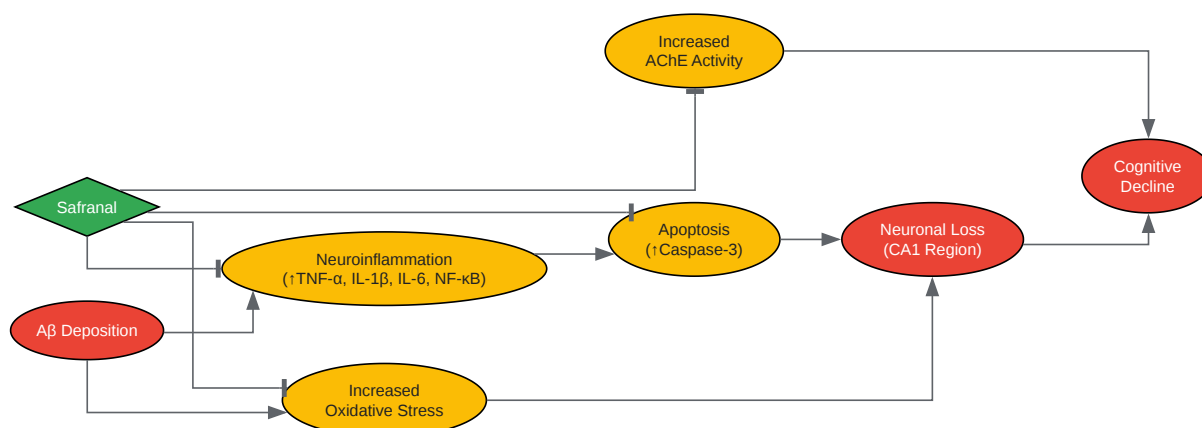 Increased
AChE Activity
Cognitive
Decline
Safranal
Apoptosis
(↑Caspase-3)
Neuronal Loss
(CA1 Region)
Neuroinflammation
(↑TNF-α, IL-1β, IL-6, NF-κB)
Aβ Deposition
Increased
Oxidative Stress